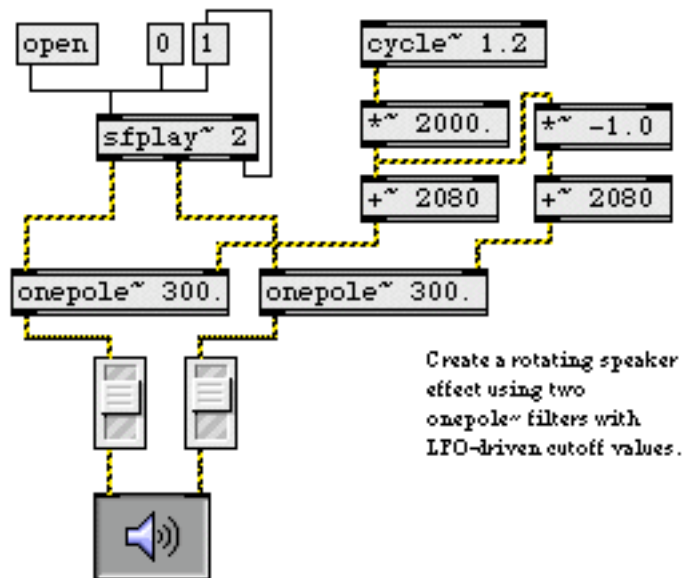 open
0
1
cycle~ 1.2
*~ 2000.
*~ -1.0
sfplay~ 2
+~ 2080
+~ 2080
onepole~ 300.
onepole~ 300.
Create a rotating speaker
effect using two
onepole~ filters with
LFO-driven cutoff values.